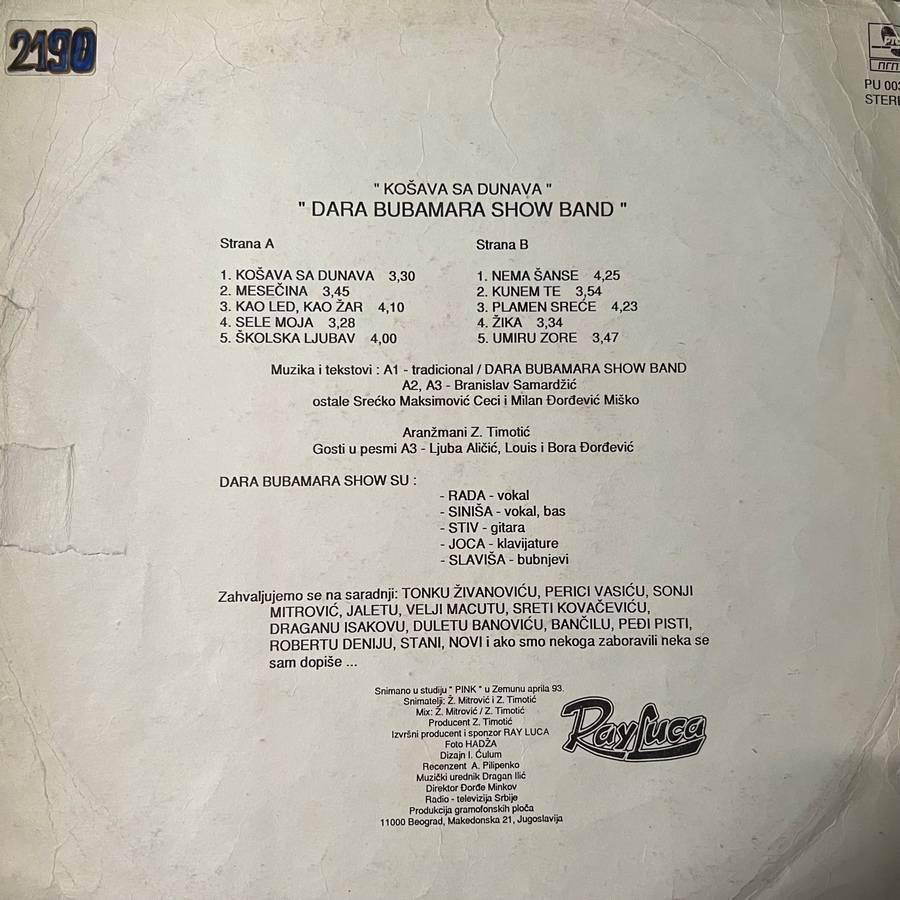 2190
РТС
ПГП
PU 003
STERE
" KOŠAVA SA DUNAVA "
" DARA BUBAMARA SHOW BAND "
Strana A
1. KOŠAVA SA DUNAVA 3,30
2. MESEČINA 3,45
3. KAO LED, KAO ŽAR 4,10
4. SELE MOJA 3,28
5. ŠKOLSKA LJUBAV 4,00
Strana B
1. NEMA ŠANSE 4,25
2. KUNEM TE 3,54
3. PLAMEN SREĆE 4,23
4. ŽIKA 3,34
5. UMIRU ZORE 3,47
Muzika i tekstovi : A1 - tradicional / DARA BUBAMARA SHOW BAND
A2, A3 - Branislav Samardžić
ostale Srećko Maksimović Ceci i Milan Đorđević Miško
Aranžmani Z. Timotić
Gosti u pesmi A3 - Ljuba Aličić, Louis i Bora Đorđević
DARA BUBAMARA SHOW SU :
- RADA - vokal
- SINIŠA - vokal, bas
- STIV - gitara
- JOCA - klavijature
- SLAVIŠA - bubnjevi
Zahvaljujemo se na saradnji: TONKU ŽIVANOVIĆU, PERICI VASIĆU, SONJI
MITROVIĆ, JALETU, VELJI MACUTU, SRETI KOVAČEVIĆU,
DRAGANU ISAKOVU, DULETU BANOVIĆU, BANČILU, PEĐI PISTI,
ROBERTU DENIJU, STANI, NOVI i ako smo nekoga zaboravili neka se
sam dopiše ...
Snimano u studiju " PINK " u Zemunu aprila 93.
Snimatelji: Ž. Mitrović i Z. Timotić
Mix: Ž. Mitrović / Z. Timotić
Producent Z. Timotić
Izvršni producent i sponzor RAY LUCA
Foto HADŽA
Dizajn I. Ćulum
Recenzent A. Pilipenko
Muzički urednik Dragan Ilić
Direktor Đorđe Minkov
Radio - televizija Srbije
Produkcija gramofonskih ploča
11000 Beograd, Makedonska 21, Jugoslavija
Ray Luca